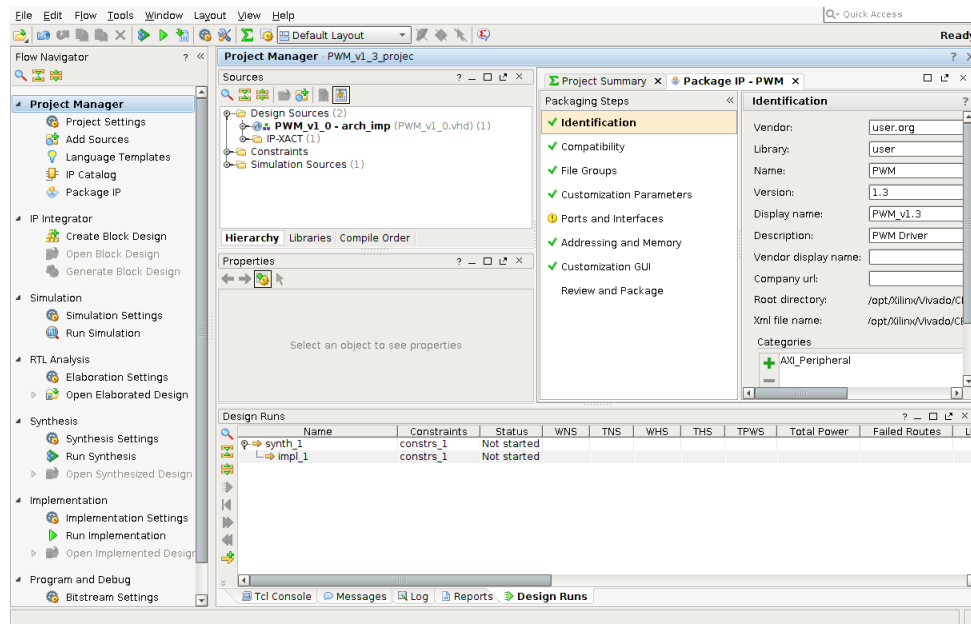 File Edit Flow Tools Window Layout View Help
Quick Access
Default Layout
Ready
Flow Navigator
Project Manager - PWM_v1_3_projec
Project Manager
Project Settings
Add Sources
Language Templates
IP Catalog
Package IP
IP Integrator
Create Block Design
Open Block Design
Generate Block Design
Simulation
Simulation Settings
Run Simulation
RTL Analysis
Elaboration Settings
Open Elaborated Design
Synthesis
Synthesis Settings
Run Synthesis
Open Synthesized Design
Implementation
Implementation Settings
Run Implementation
Open Implemented Design
Program and Debug
Bitstream Settings
Sources
Design Sources (2)
PWM_v1_0 - arch_imp (PWM_v1_0.vhd) (1)
IP-XACT (1)
Constraints
Simulation Sources (1)
Hierarchy Libraries Compile Order
Properties
Select an object to see properties
Project Summary Package IP - PWM
Packaging Steps
Identification
Compatibility
File Groups
Customization Parameters
Ports and Interfaces
Addressing and Memory
Customization GUI
Review and Package
Identification
Vendor: user.org
Library: user
Name: PWM
Version: 1.3
Display name: PWM_v1.3
Description: PWM Driver
Vendor display name:
Company url:
Root directory: /opt/Xilinx/Vivado/
Xml file name: /opt/Xilinx/Vivado/
Categories
AXI_Peripheral
Design Runs
Name Constraints Status WNS TNS WHS THS TPWS Total Power Failed Routes
synth_1 constrs_1 Not started
impl_1 constrs_1 Not started
Tcl Console Messages Log Reports Design Runs